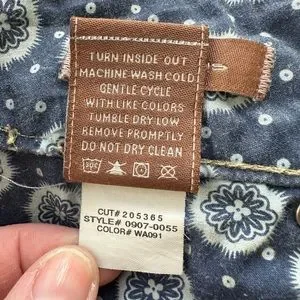 TURN INSIDE OUT
MACHINE WASH COLD
GENTLE CYCLE
WITH LIKE COLORS
TUMBLE DRY LOW
REMOVE PROMPTLY
DO NOT DRY CLEAN
CUT# 205365
STYLE# 0907-0055
COLOR# WA091